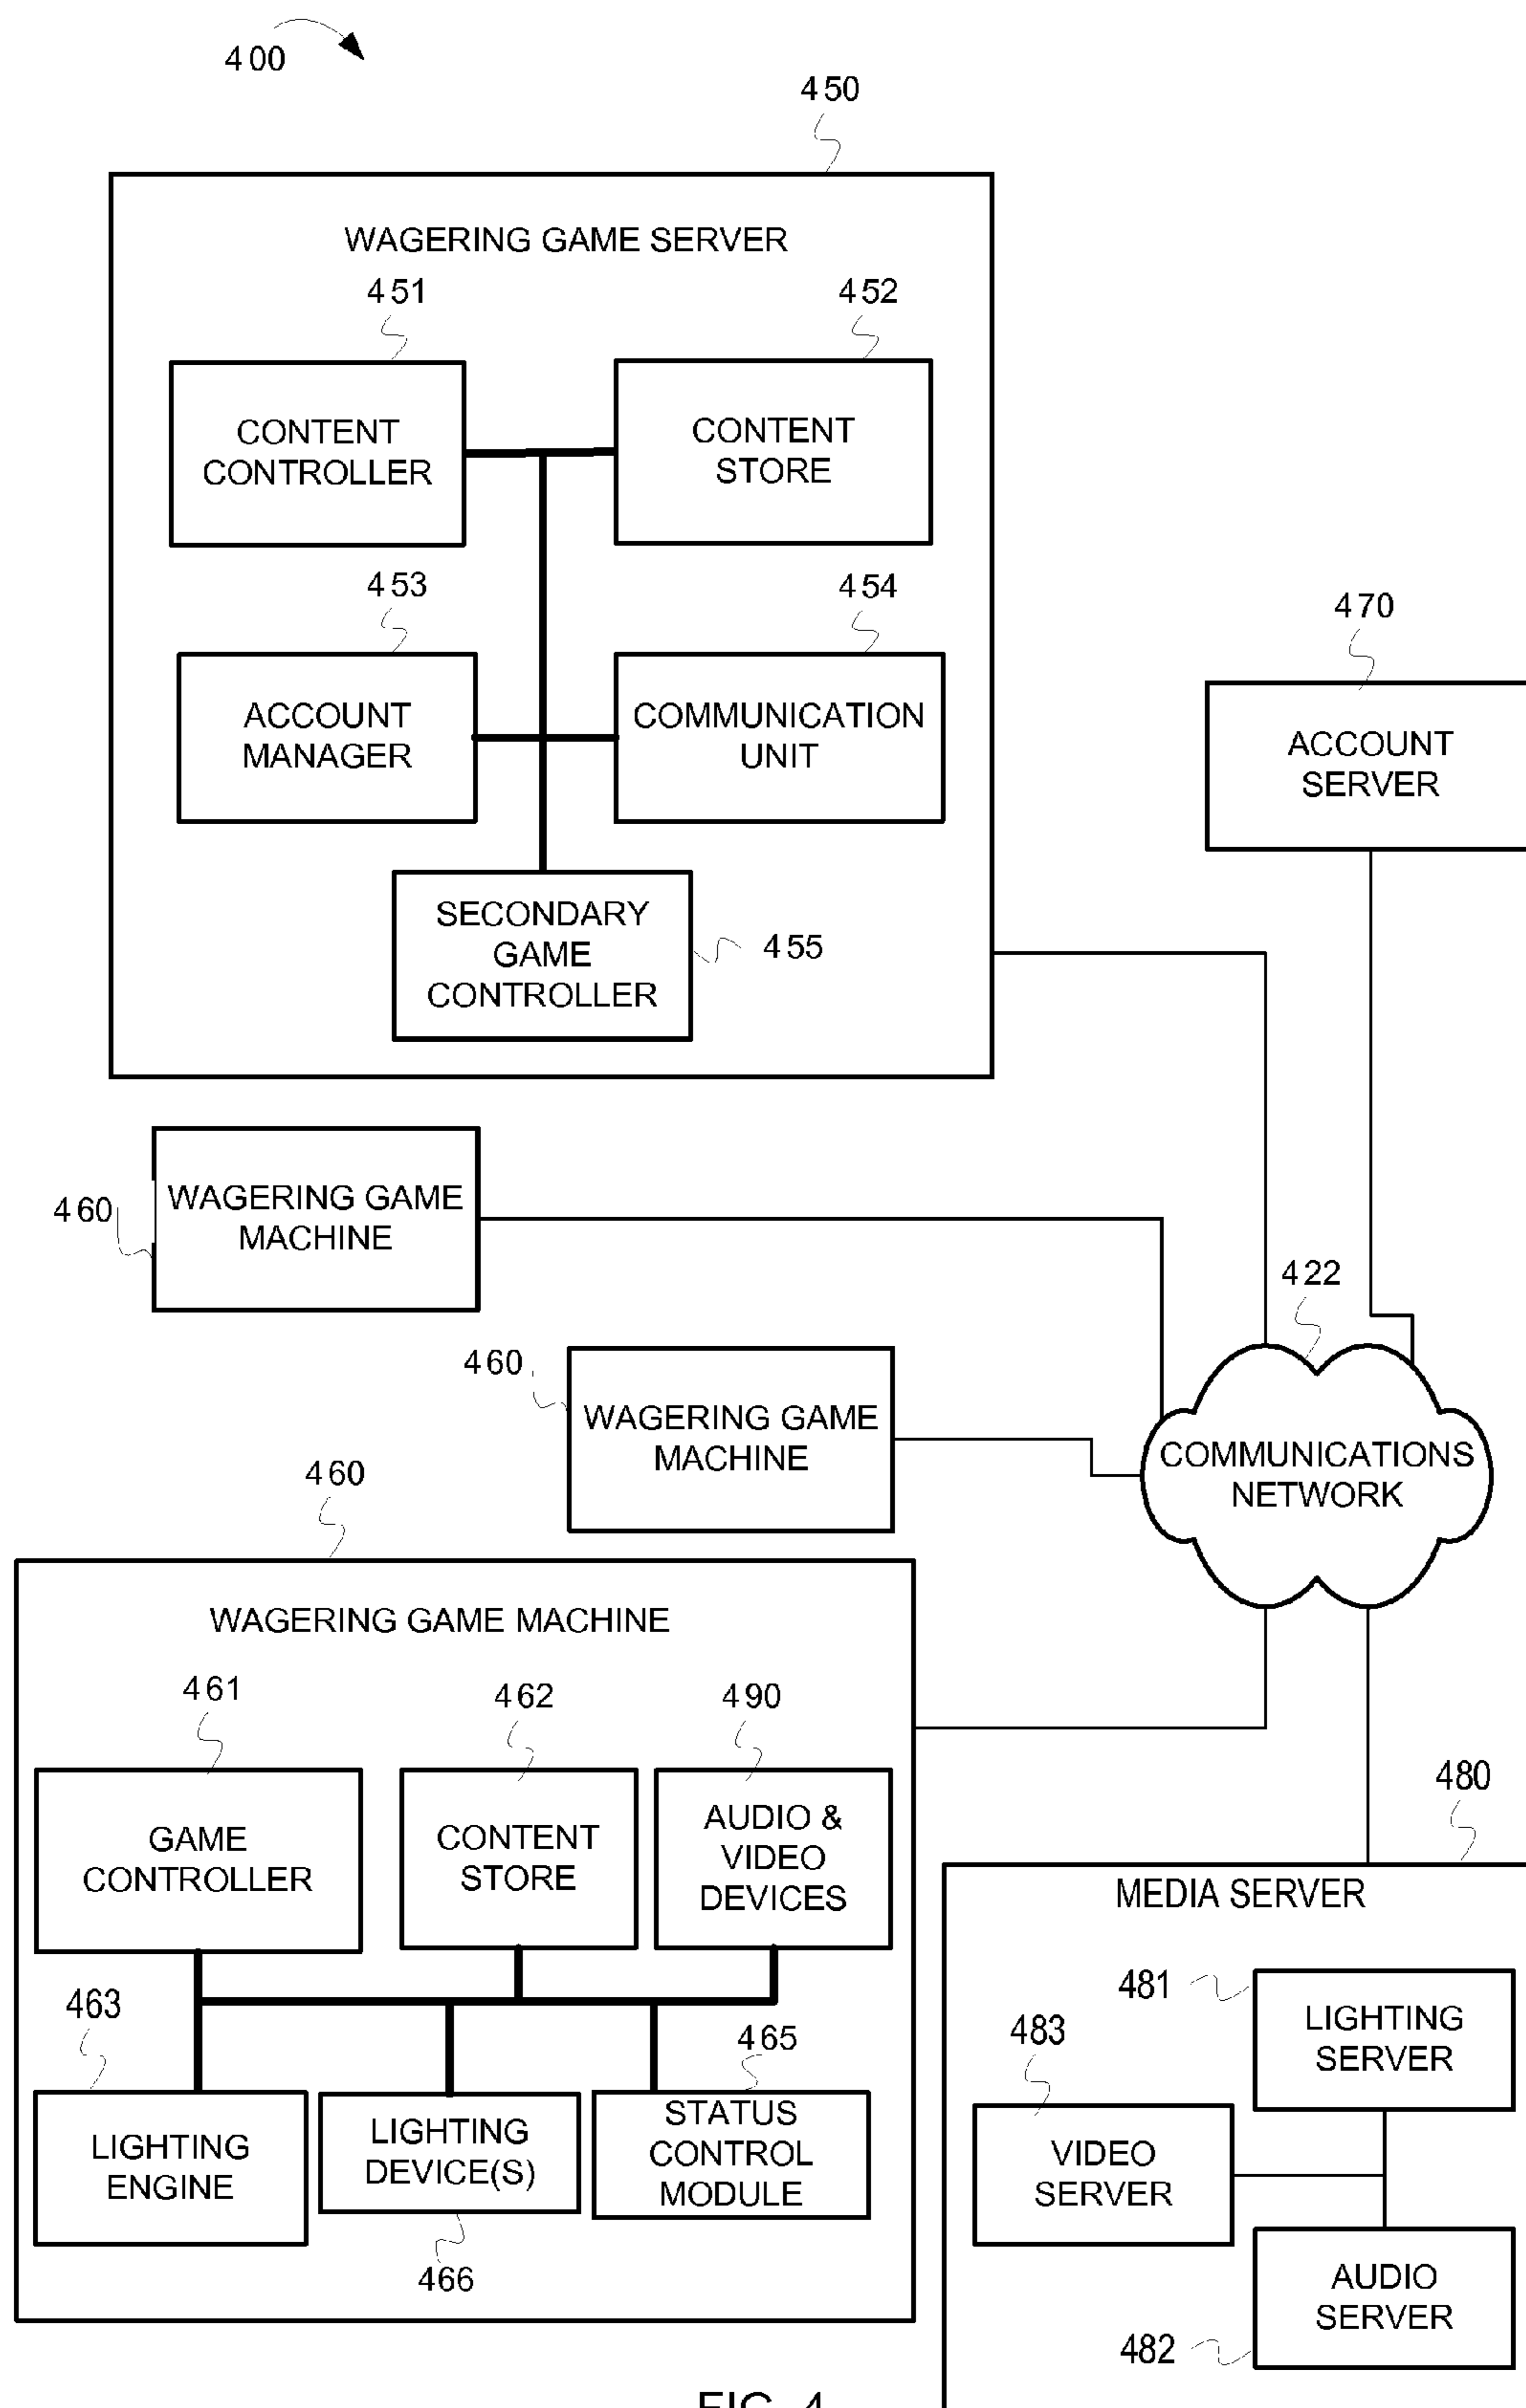 400
450
WAGERING GAME SERVER
451
452
CONTENT
CONTROLLER
CONTENT
STORE
453
454
ACCOUNT
MANAGER
COMMUNICATION
UNIT
SECONDARY
GAME
CONTROLLER
455
470
ACCOUNT
SERVER
460
WAGERING GAME
MACHINE
422
460
WAGERING GAME
MACHINE
COMMUNICATIONS
NETWORK
460
WAGERING GAME MACHINE
461
462
490
GAME
CONTROLLER
CONTENT
STORE
AUDIO &
VIDEO
DEVICES
463
465
LIGHTING
ENGINE
LIGHTING
DEVICE(S)
STATUS
CONTROL
MODULE
466
480
MEDIA SERVER
481
LIGHTING
SERVER
483
VIDEO
SERVER
AUDIO
SERVER
482
FIG. 4